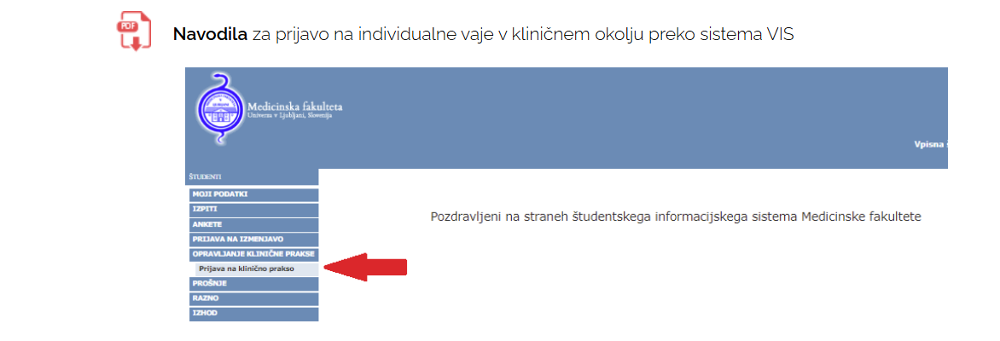 PDF
Navodila za prijavo na individualne vaje v kliničnem okolju preko sistema VIS
Medicinska fakulteta
Univerza v Ljubljani, Slovenija
Vpisna
ŠTUDENTI
MOJI PODATKI
IZPITI
ANKETE
PRIJAVA NA IZMENJAVO
OPRAVLJANJE KLINIČNE PRAKSE
Prijava na klinično prakso
PROŠNJE
RAZNO
IZHOD
Pozdravljeni na straneh študentskega informacijskega sistema Medicinske fakultete